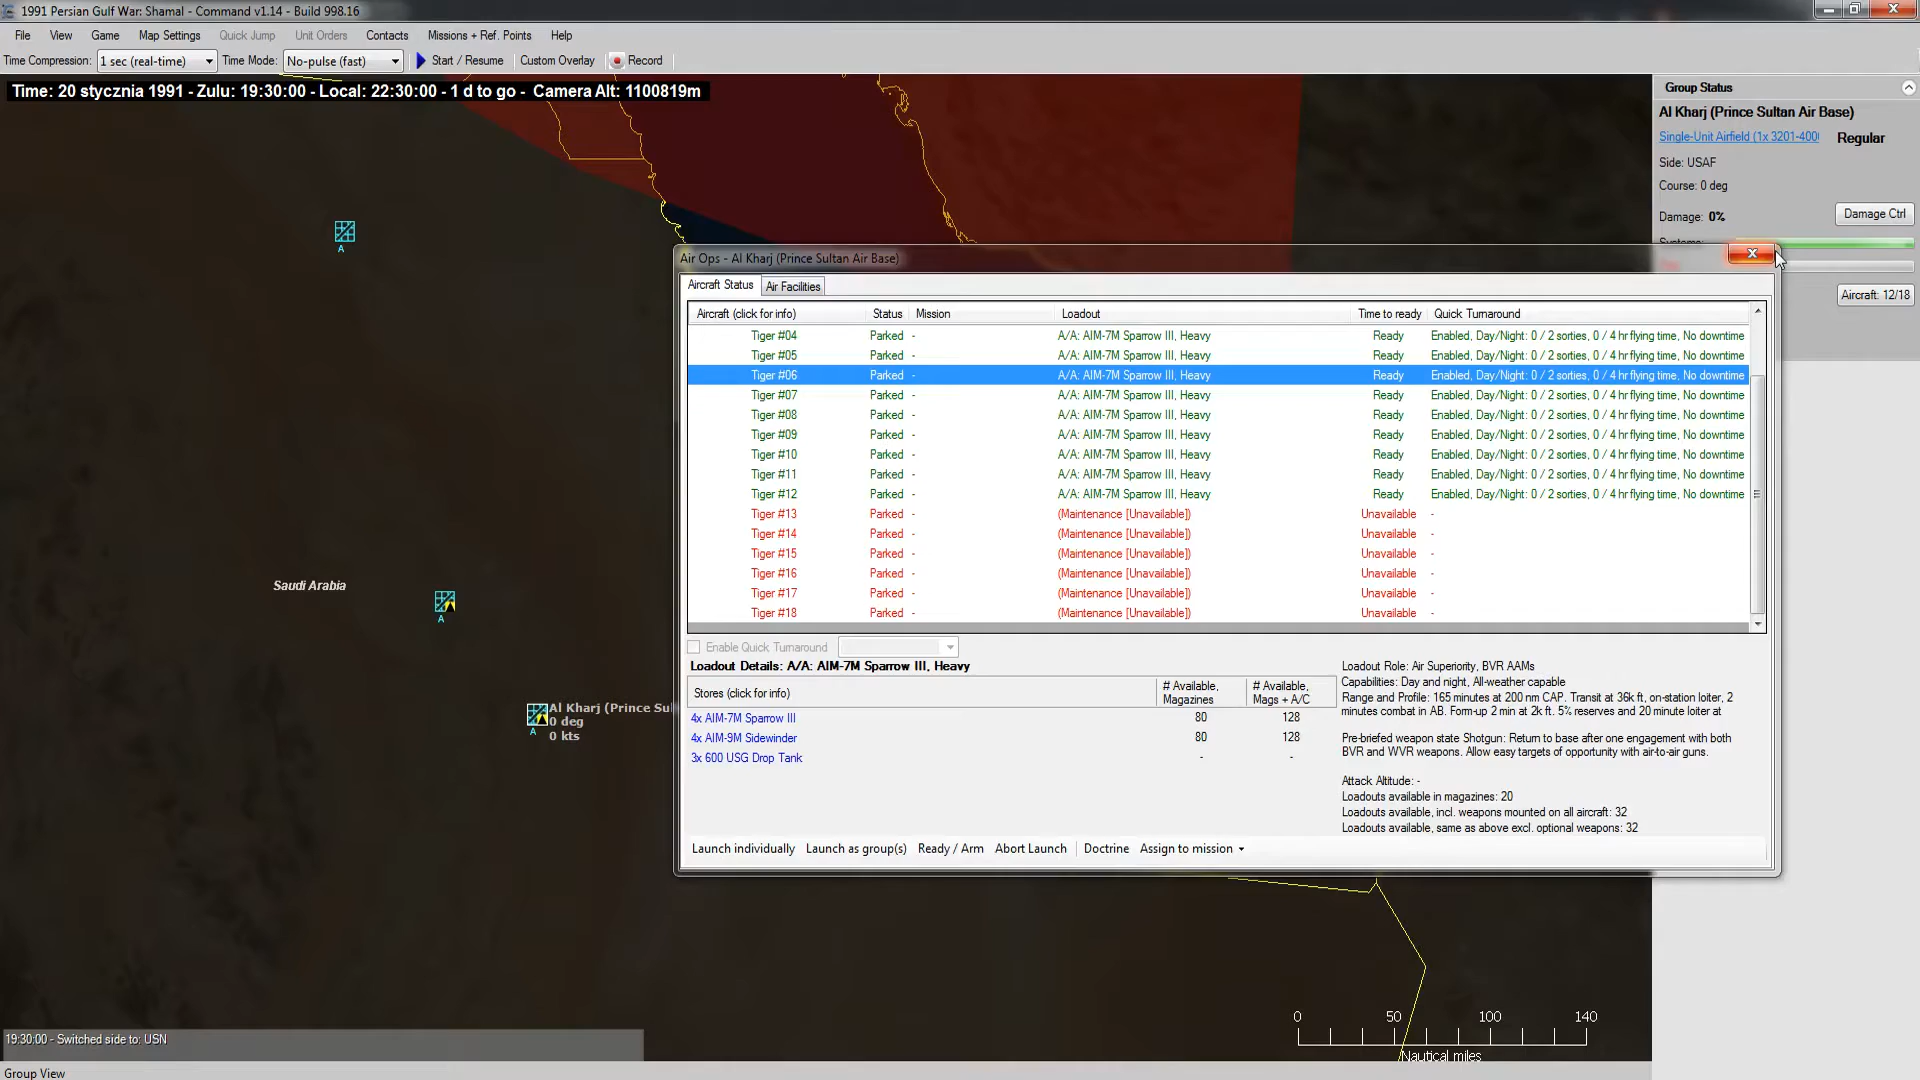 1991 Persian Gulf War: Shamal - Command v1.14 - Build 998.16
File View Game Map Settings Quick Jump Unit Orders Contacts Missions + Ref. Points Help
Time Compression: 1 sec (real-time) Time Mode: No-pulse (fast) Start / Resume Custom Overlay Record
Time: 20 stycznia 1991 - Zulu: 19:30:00 - Local: 22:30:00 - 1 d to go - Camera Alt: 1100819m
Group Status
Al Kharj (Prince Sultan Air Base)
Single-Unit Airfield (1x 3201-400 Regular
Side: USAF
Course: 0 deg
Damage: 0% Damage Ctrl
Aircraft: 12/18
A
Saudi Arabia
A
Al Kharj (Prince Su
0 deg
A 0 kts
Air Ops - Al Kharj (Prince Sultan Air Base)
Aircraft Status Air Facilities
Aircraft (click for info) Status Mission Loadout Time to ready Quick Turnaround
Tiger #04 Parked - A/A: AIM-7M Sparrow III, Heavy Ready Enabled, Day/Night: 0 / 2 sorties, 0 / 4 hr flying time, No downtime
Tiger #05 Parked - A/A: AIM-7M Sparrow III, Heavy Ready Enabled, Day/Night: 0 / 2 sorties, 0 / 4 hr flying time, No downtime
Tiger #06 Parked - A/A: AIM-7M Sparrow III, Heavy Ready Enabled, Day/Night: 0 / 2 sorties, 0 / 4 hr flying time, No downtime
Tiger #07 Parked - A/A: AIM-7M Sparrow III, Heavy Ready Enabled, Day/Night: 0 / 2 sorties, 0 / 4 hr flying time, No downtime
Tiger #08 Parked - A/A: AIM-7M Sparrow III, Heavy Ready Enabled, Day/Night: 0 / 2 sorties, 0 / 4 hr flying time, No downtime
Tiger #09 Parked - A/A: AIM-7M Sparrow III, Heavy Ready Enabled, Day/Night: 0 / 2 sorties, 0 / 4 hr flying time, No downtime
Tiger #10 Parked - A/A: AIM-7M Sparrow III, Heavy Ready Enabled, Day/Night: 0 / 2 sorties, 0 / 4 hr flying time, No downtime
Tiger #11 Parked - A/A: AIM-7M Sparrow III, Heavy Ready Enabled, Day/Night: 0 / 2 sorties, 0 / 4 hr flying time, No downtime
Tiger #12 Parked - A/A: AIM-7M Sparrow III, Heavy Ready Enabled, Day/Night: 0 / 2 sorties, 0 / 4 hr flying time, No downtime
Tiger #13 Parked - (Maintenance [Unavailable]) Unavailable -
Tiger #14 Parked - (Maintenance [Unavailable]) Unavailable -
Tiger #15 Parked - (Maintenance [Unavailable]) Unavailable -
Tiger #16 Parked - (Maintenance [Unavailable]) Unavailable -
Tiger #17 Parked - (Maintenance [Unavailable]) Unavailable -
Tiger #18 Parked - (Maintenance [Unavailable]) Unavailable -
Enable Quick Turnaround
Loadout Details: A/A: AIM-7M Sparrow III, Heavy
Stores (click for info) # Available, Magazines # Available, Mags + A/C
4x AIM-7M Sparrow III 80 128
4x AIM-9M Sidewinder 80 128
3x 600 USG Drop Tank - -
Loadout Role: Air Superiority, BVR AAMs
Capabilities: Day and night, All-weather capable
Range and Profile: 165 minutes at 200 nm CAP. Transit at 36k ft, on-station loiter, 2
minutes combat in AB. Form-up 2 min at 2k ft. 5% reserves and 20 minute loiter at
Pre-briefed weapon state Shotgun: Return to base after one engagement with both
BVR and WVR weapons. Allow easy targets of opportunity with air-to-air guns.
Attack Altitude: -
Loadouts available in magazines: 20
Loadouts available, incl. weapons mounted on all aircraft: 32
Loadouts available, same as above excl. optional weapons: 32
Launch individually Launch as group(s) Ready / Arm Abort Launch Doctrine Assign to mission
0 50 100 140
Nautical miles
19:30:00 - Switched side to: USN
Group View